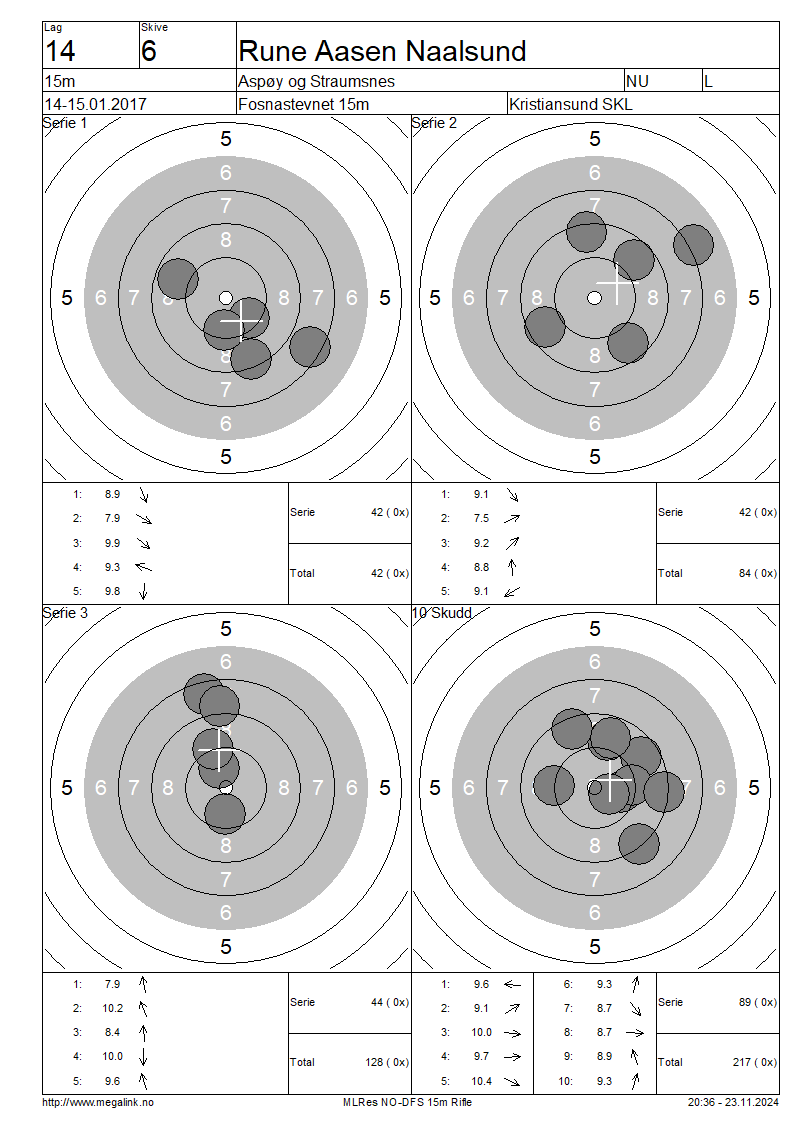 Lag Skive
14 6 Rune Aasen Naalsund
15m Aspøy og Straumsnes NU L
14-15.01.2017 Fosnastevnet 15m Kristiansund SKL
Serie 1 Serie 2
5 5
6 6
7 7
8 8
5 6 7 8 8 7 6 5 5 6 7 8 8 7 6 5
8 8
7 7
6 6
5 5
1: 8.9 1: 9.1
Serie 42 ( 0x) Serie 42 ( 0x)
2: 7.9 2: 7.5
3: 9.9 3: 9.2
4: 9.3 Total 42 ( 0x) 4: 8.8 Total 84 ( 0x)
5: 9.8 5: 9.1
Serie 3 10 Skudd
5 5
6 6
7
8
5 6 7 8 8 7 6 5 5 6 7 7 6 5
8 8
7 7
6 6
5 5
1: 7.9 1: 9.6 6: 9.3
Serie 44 ( 0x) Serie 89 ( 0x)
2: 10.2 2: 9.1 7: 8.7
3: 8.4 3: 10.0 8: 8.7
4: 10.0 Total 128 ( 0x) 4: 9.7 9: 8.9 Total 217 ( 0x)
5: 9.6 5: 10.4 10: 9.3
http://www.megalink.no MLRes NO-DFS 15m Rifle 20:36 - 23.11.2024